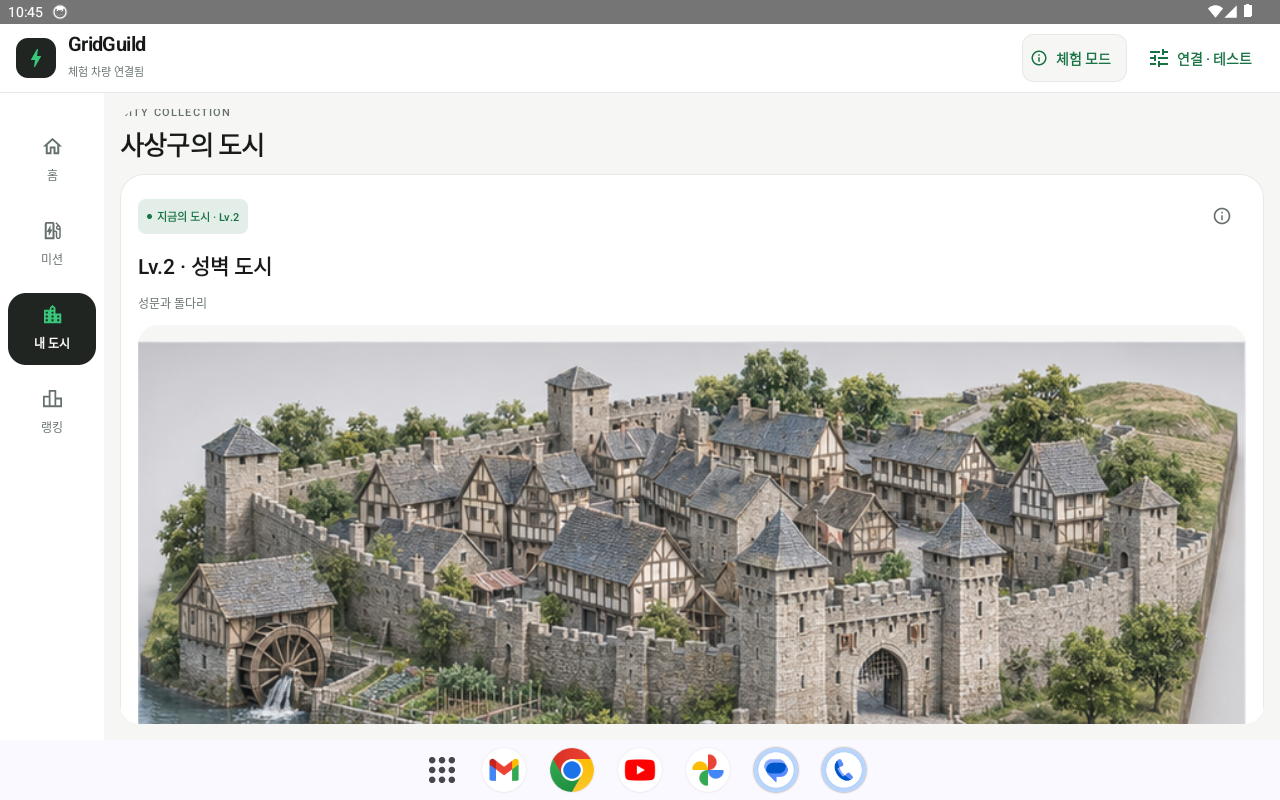 10:45
GridGuild
체험 차량 연결됨
체험 모드
연결 · 테스트
홈
미션
내 도시
랭킹
COLLECTION
사상구의 도시
지금의 도시 · Lv.2
Lv.2 · 성벽 도시
성문과 돌다리